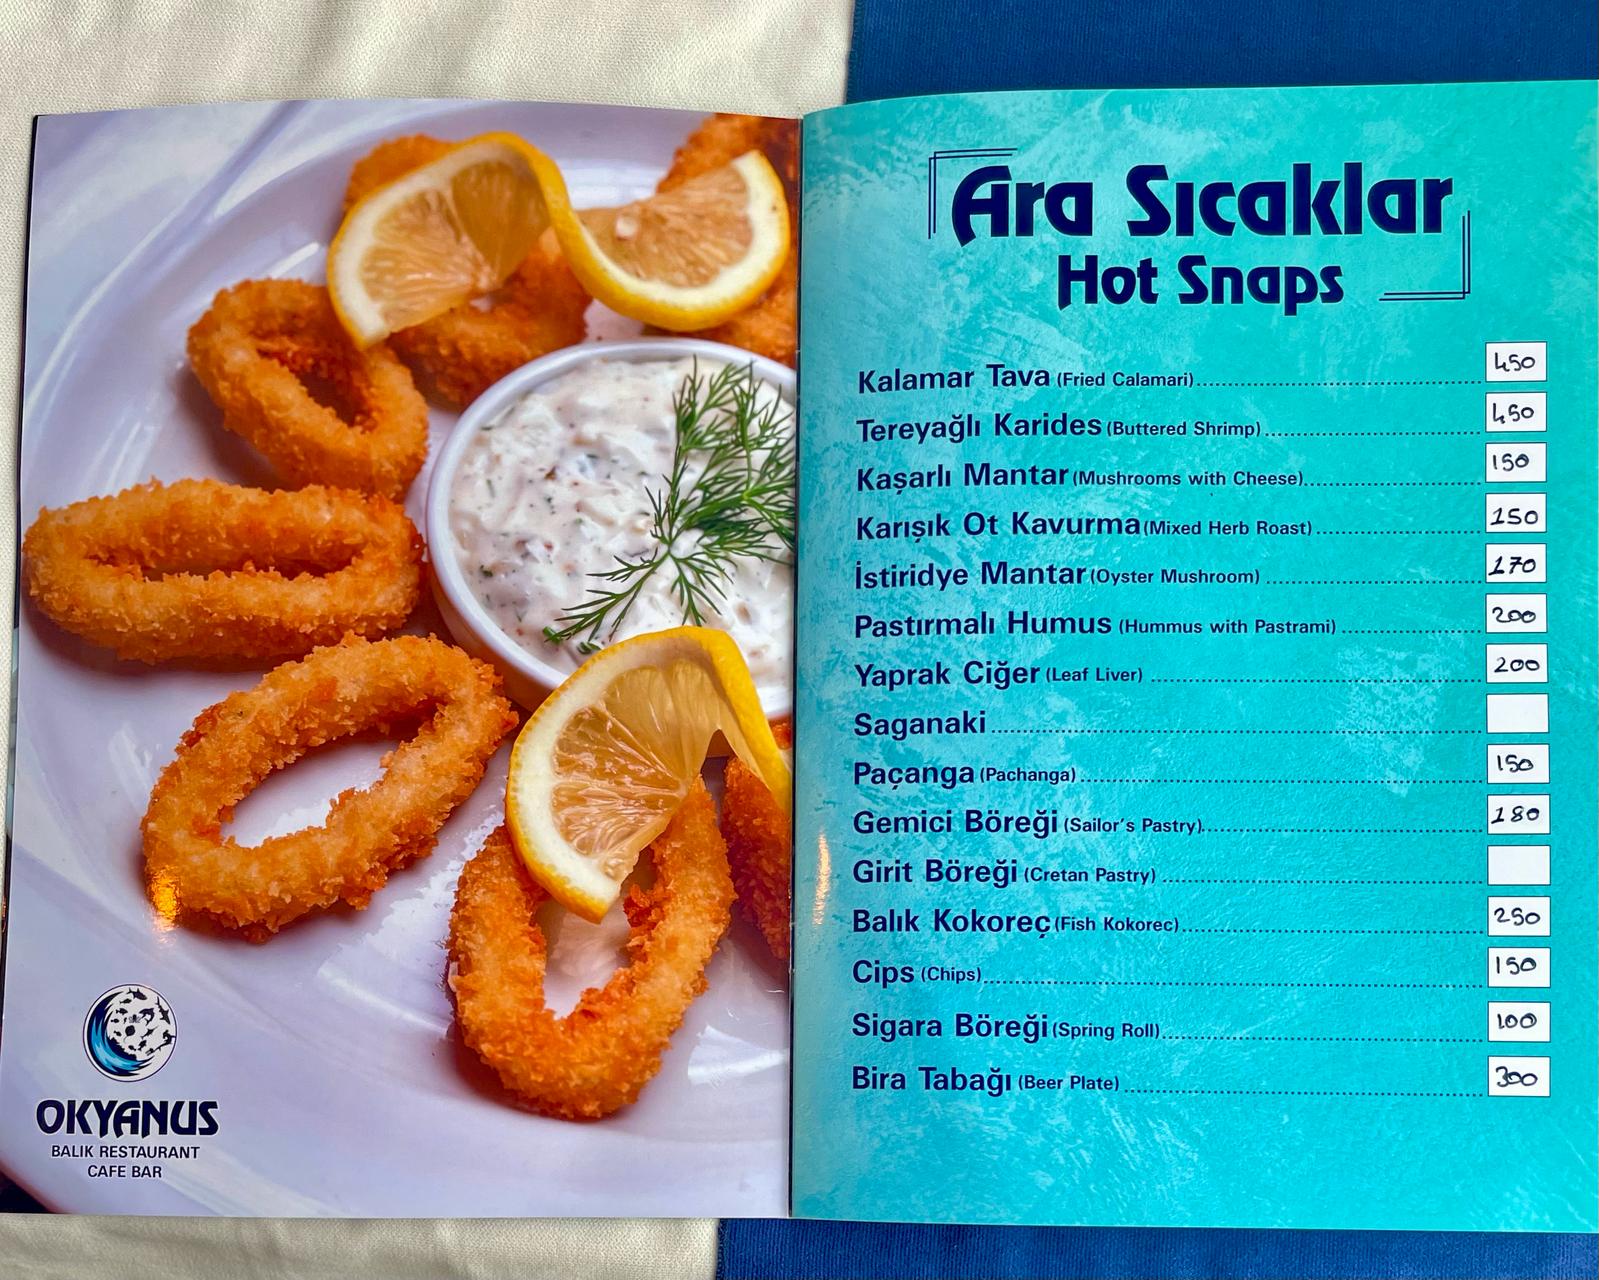 OKYANUS
BALIK RESTAURANT
CAFE BAR
Ara Sıcaklar
Hot Snaps
Kalamar Tava (Fried Calamari) 450
Tereyağlı Karides (Buttered Shrimp) 450
Kaşarlı Mantar (Mushrooms with Cheese) 150
Karışık Ot Kavurma (Mixed Herb Roast) 150
İstiridye Mantar (Oyster Mushroom) 170
Pastırmalı Humus (Hummus with Pastrami) 200
Yaprak Ciğer (Leaf Liver) 200
Saganaki
Paçanga (Pachanga) 150
Gemici Böreği (Sailor's Pastry) 180
Girit Böreği (Cretan Pastry)
Balık Kokoreç (Fish Kokorec) 250
Cips (Chips) 150
Sigara Böreği (Spring Roll) 100
Bira Tabağı (Beer Plate) 300